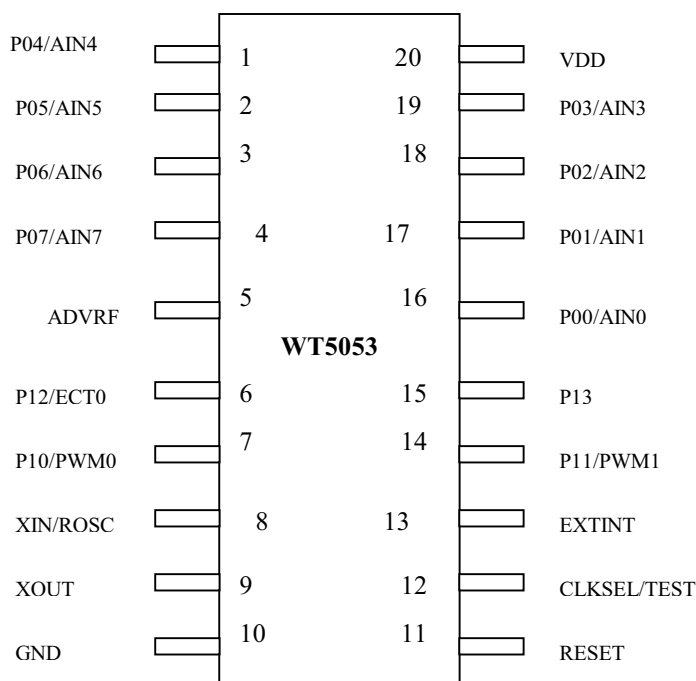 P04/AIN4 1 20 VDD
P05/AIN5 2 19 P03/AIN3
P06/AIN6 3 18 P02/AIN2
P07/AIN7 4 17 P01/AIN1
ADVRF 5 16 P00/AIN0
WT5053
P12/ECT0 6 15 P13
P10/PWM0 7 14 P11/PWM1
XIN/ROSC 8 13 EXTINT
XOUT 9 12 CLKSEL/TEST
GND 10 11 RESET